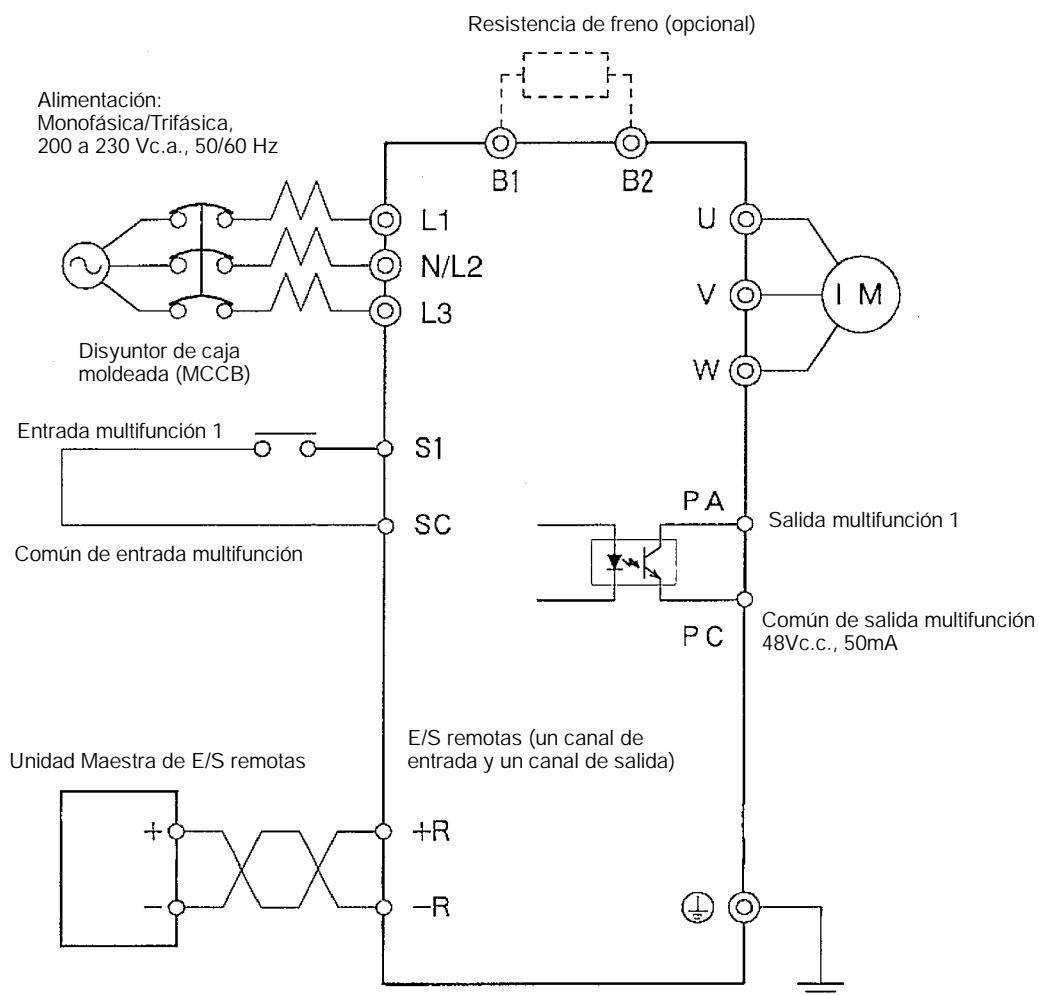 Resistencia de freno (opcional)
Alimentación:
Monofásica/Trifásica,
200 a 230 Vc.a., 50/60 Hz
B1
B2
L1
N/L2
L3
U
V
W
I M
Disyuntor de caja
moldeada (MCCB)
Entrada multifunción 1
S1
SC
Común de entrada multifunción
PA
Salida multifunción 1
PC
Común de salida multifunción
48Vc.c., 50mA
E/S remotas (un canal de
entrada y un canal de salida)
Unidad Maestra de E/S remotas
+
−
+R
−R